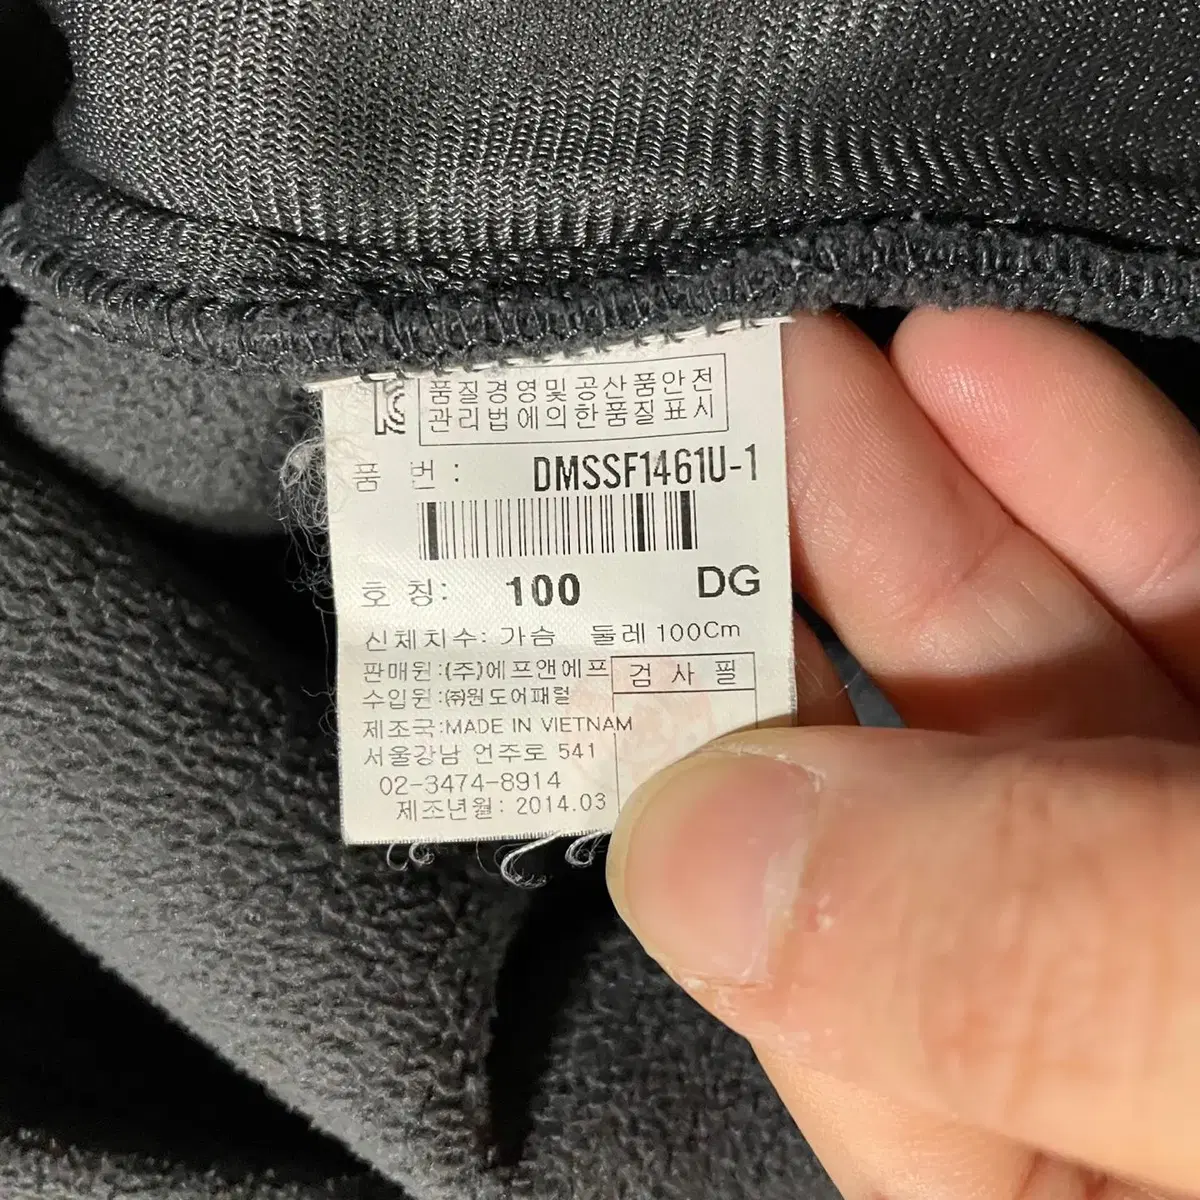 품질경영및공산품안전
관리법에의한품질표시
품 번 : DMSSF1461U-1
호 칭: 100 DG
신체치수: 가슴 둘레 100Cm
판매원:(주)에프앤에프
검 사 필
수입원:㈜원도어패럴
제조국:MADE IN VIETNAM
서울강남 언주로 541
02-3474-8914
제조년월: 2014.03